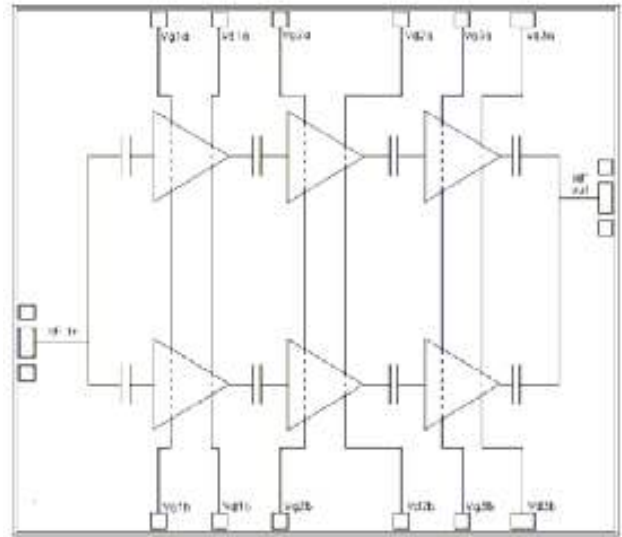 Vg1a Vd1a Vg2a Vd2a Vg3a Vd3a
RF
out
RF In
Vg1b Vd1b Vg2b Vd2b Vg3b Vd3b